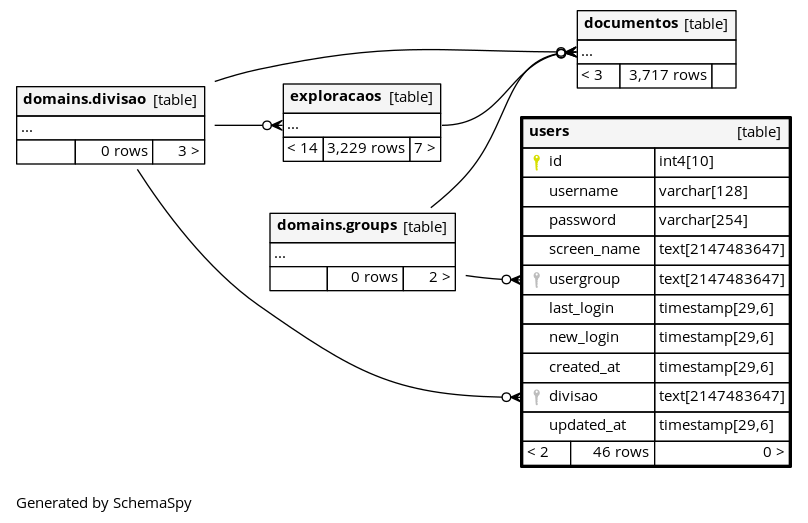 documentos [table]
...
< 3 3,717 rows
domains.divisao [table]
...
0 rows 3 >
exploracaos [table]
...
< 14 3,229 rows 7 >
users [table]
id int4[10]
username varchar[128]
password varchar[254]
screen_name text[2147483647]
usergroup text[2147483647]
last_login timestamp[29,6]
new_login timestamp[29,6]
created_at timestamp[29,6]
divisao text[2147483647]
updated_at timestamp[29,6]
< 2 46 rows 0 >
domains.groups [table]
...
0 rows 2 >
Generated by SchemaSpy